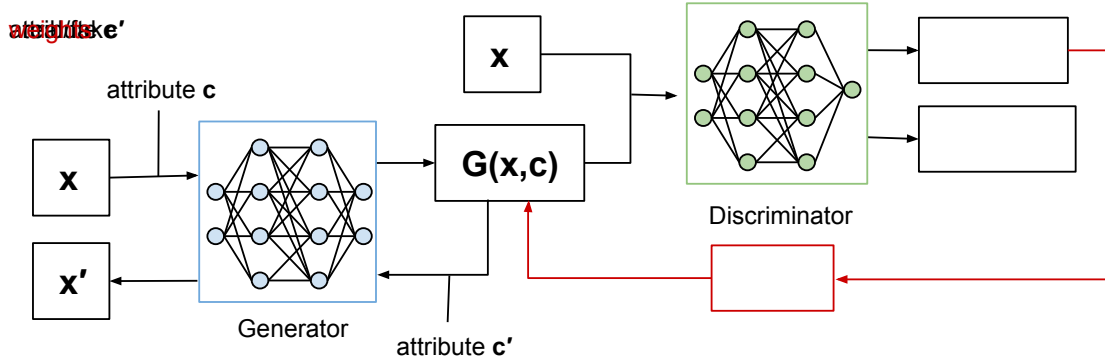 attribute c
x
x
G(x,c)
Discriminator
x′
Generator
attribute c′